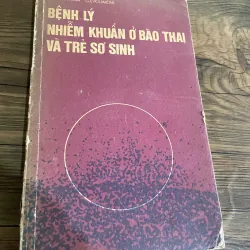 BỆNH LÝ
NHIỄM KHUẨN Ở BÀO THAI
VÀ TRẺ SƠ SINH